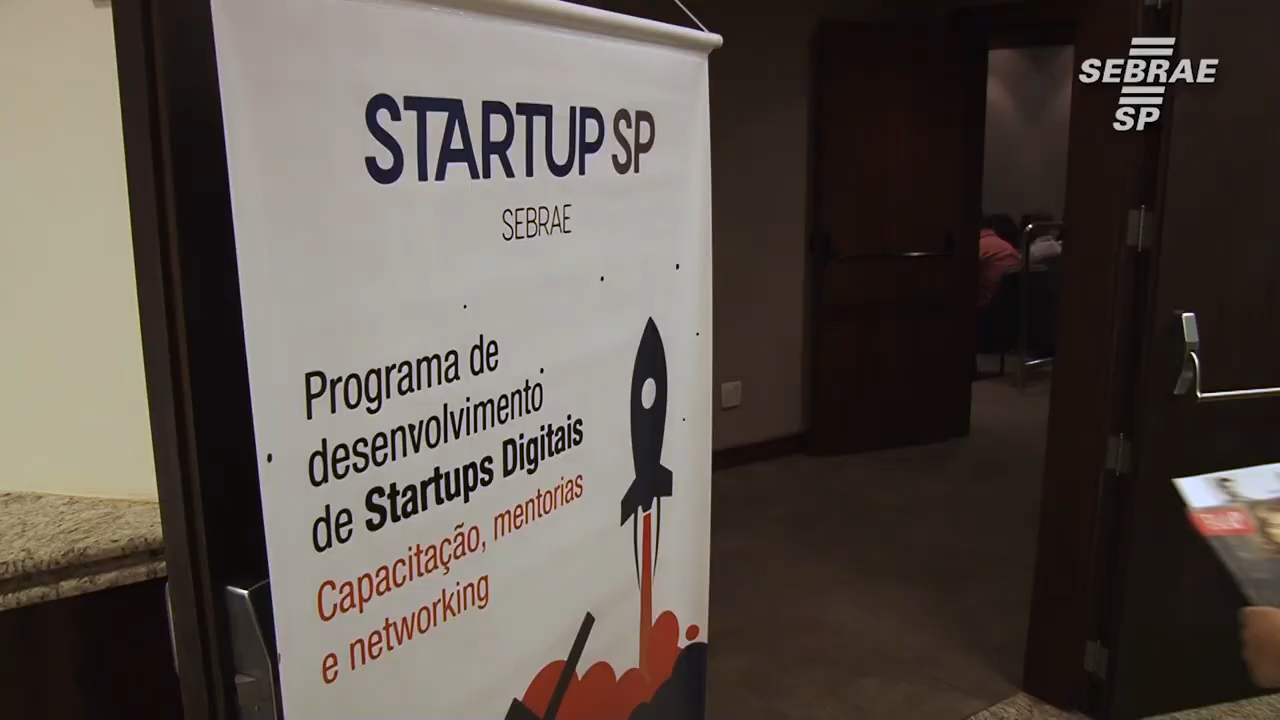 STARTUP SP
SEBRAE
Programa de
desenvolvimento
de Startups Digitais
Capacitação, mentorias
e networking
SEBRAE
SP